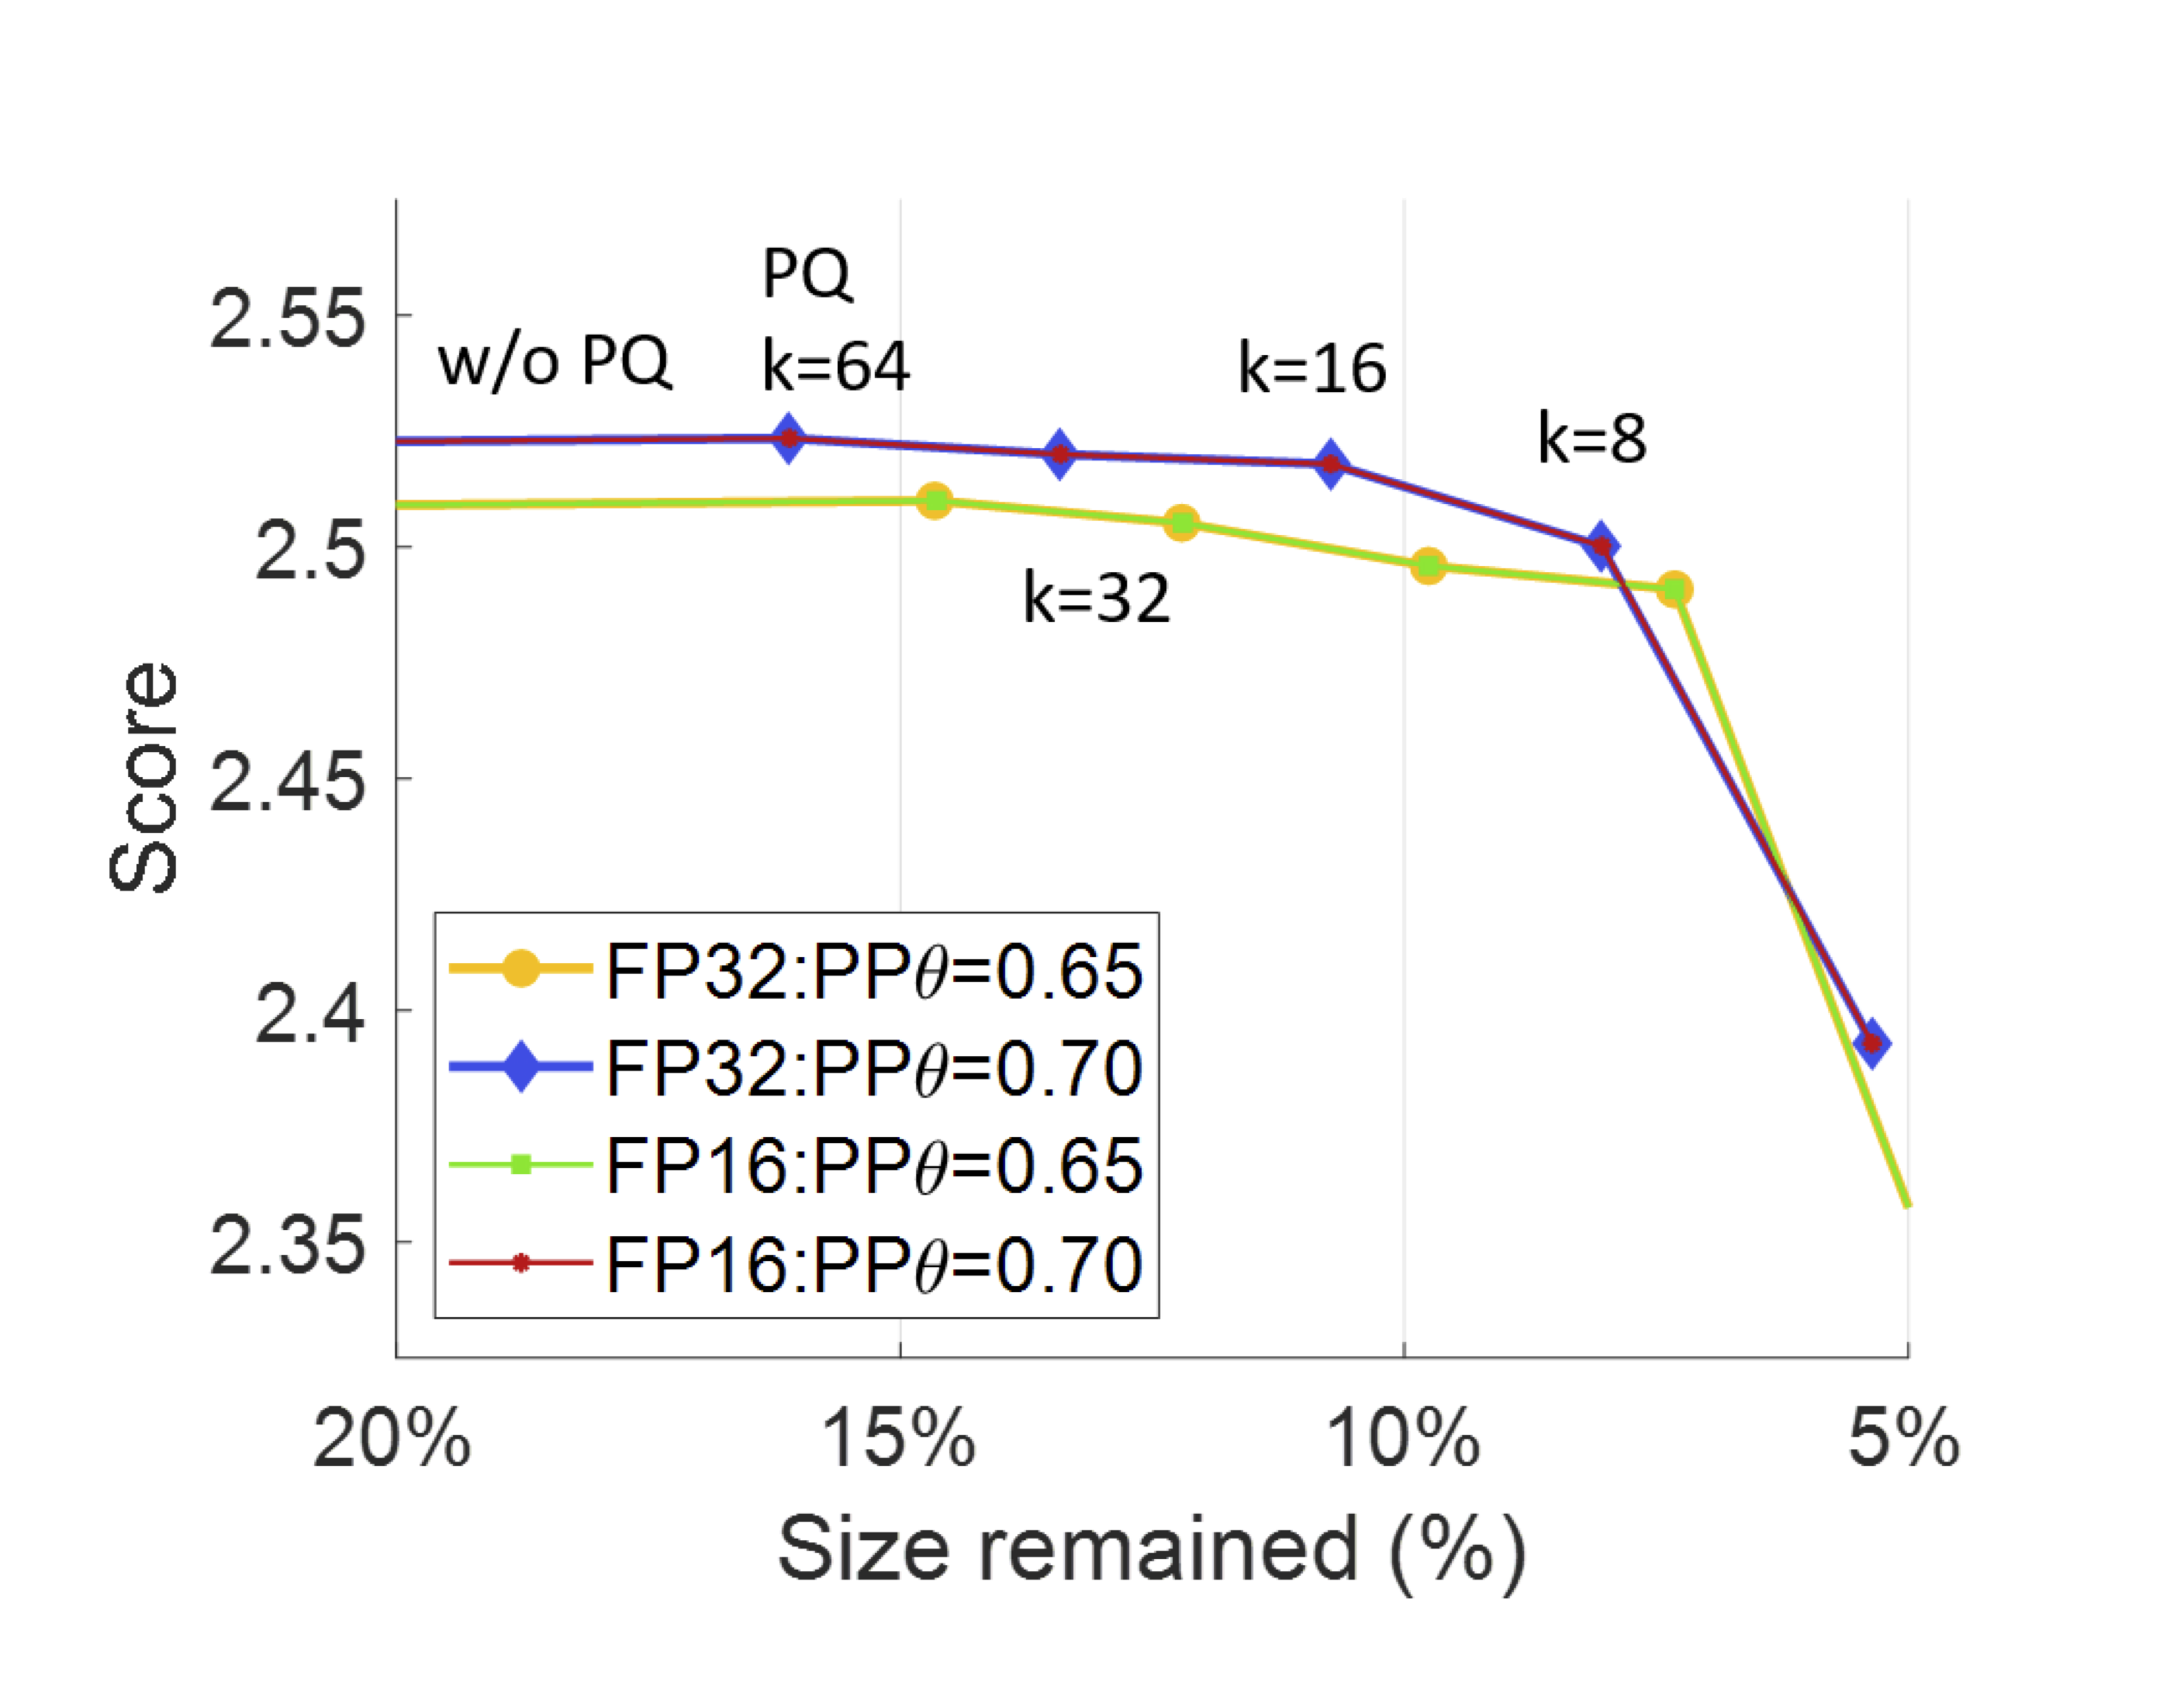 PQ
w/o PQ
k=64
k=16
k=8
k=32
2.55
2.5
2.45
2.4
2.35
Score
FP32:PPθ=0.65
FP32:PPθ=0.70
FP16:PPθ=0.65
FP16:PPθ=0.70
20% 15% 10% 5%
Size remained (%)